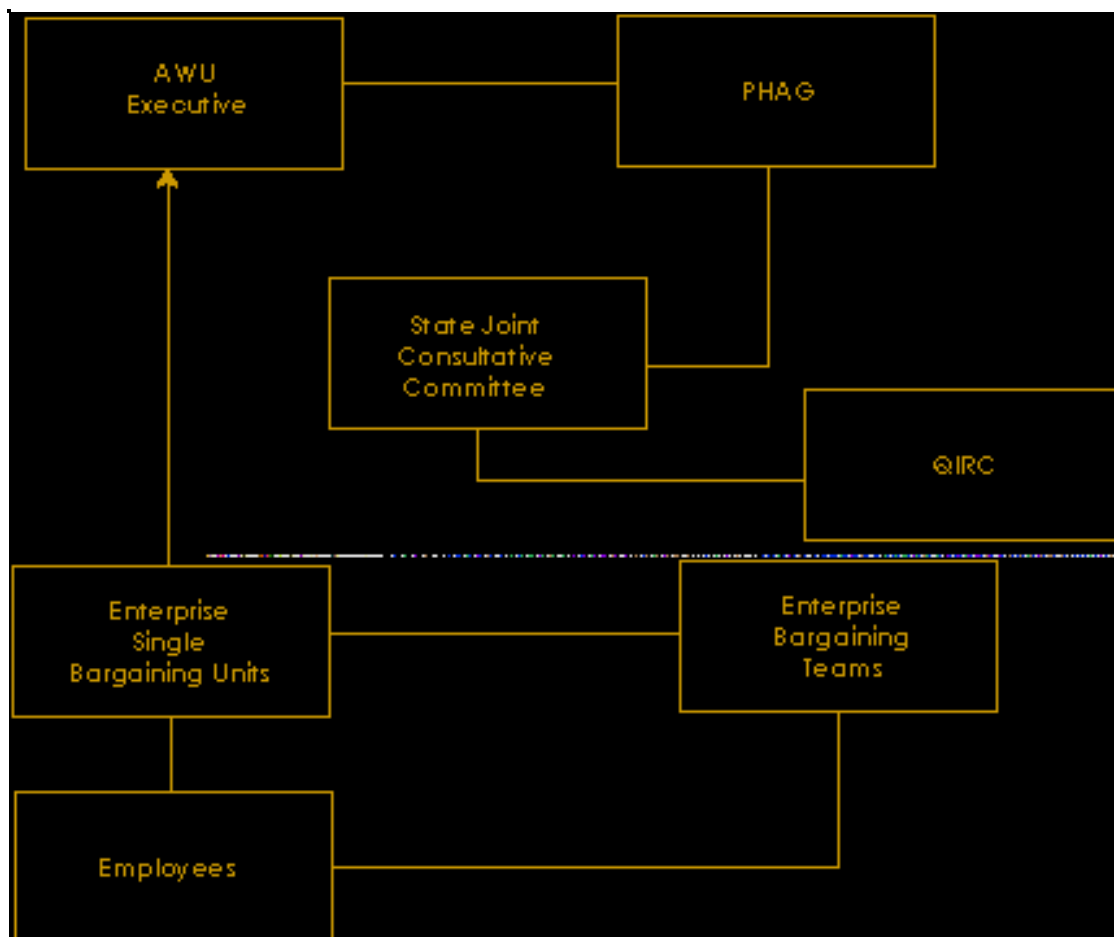 AWU
Executive
PHAG
State Joint
Consultative
Committee
QIRC
Enterprise
Single
Bargaining Units
Enterprise
Bargaining
Teams
Employees